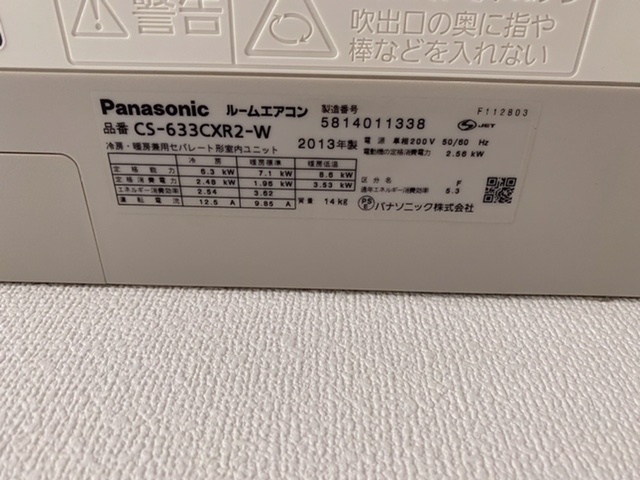 警告
吹出口の奥に指や
棒などを入れない
Panasonic ルームエアコン
品番 CS-633CXR2-W
製造番号
5814011338
F112803
S JET
冷房・暖房兼用セパレート形室内ユニット
2013年製
電源 単相200V 50/60 Hz
電動機の定格消費電力 2.56 kW
冷房 暖房標準 暖房低温
定格能力 6.3 kW 7.1 kW 8.6 kW
定格消費電力 2.48 kW 1.96 kW 3.53 kW
エネルギー消費効率 2.54 3.62
運転電流 12.5 A 9.85 A
質量 14kg
区分名 F
通年エネルギー消費効率 5.3
PSE パナソニック株式会社